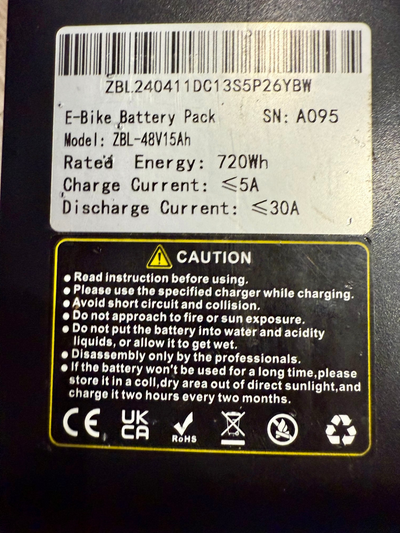 ZBL240411DC13S5P26YBW
E-Bike Battery Pack SN: A095
Model: ZBL-48V15Ah
Rated Energy: 720Wh
Charge Current: ≤5A
Discharge Current: ≤30A
CAUTION
● Read instruction before using.
● Please use the specified charger while charging.
● Avoid short circuit and collision.
● Do not approach to fire or sun exposure.
● Do not put the battery into water and acidity
liquids, or allow it to get wet.
● Disassembly only by the professionals.
● If the battery won't be used for a long time,please
store it in a coll,dry area out of direct sunlight,and
charge it two hours every two months.
CE UK CA RoHS